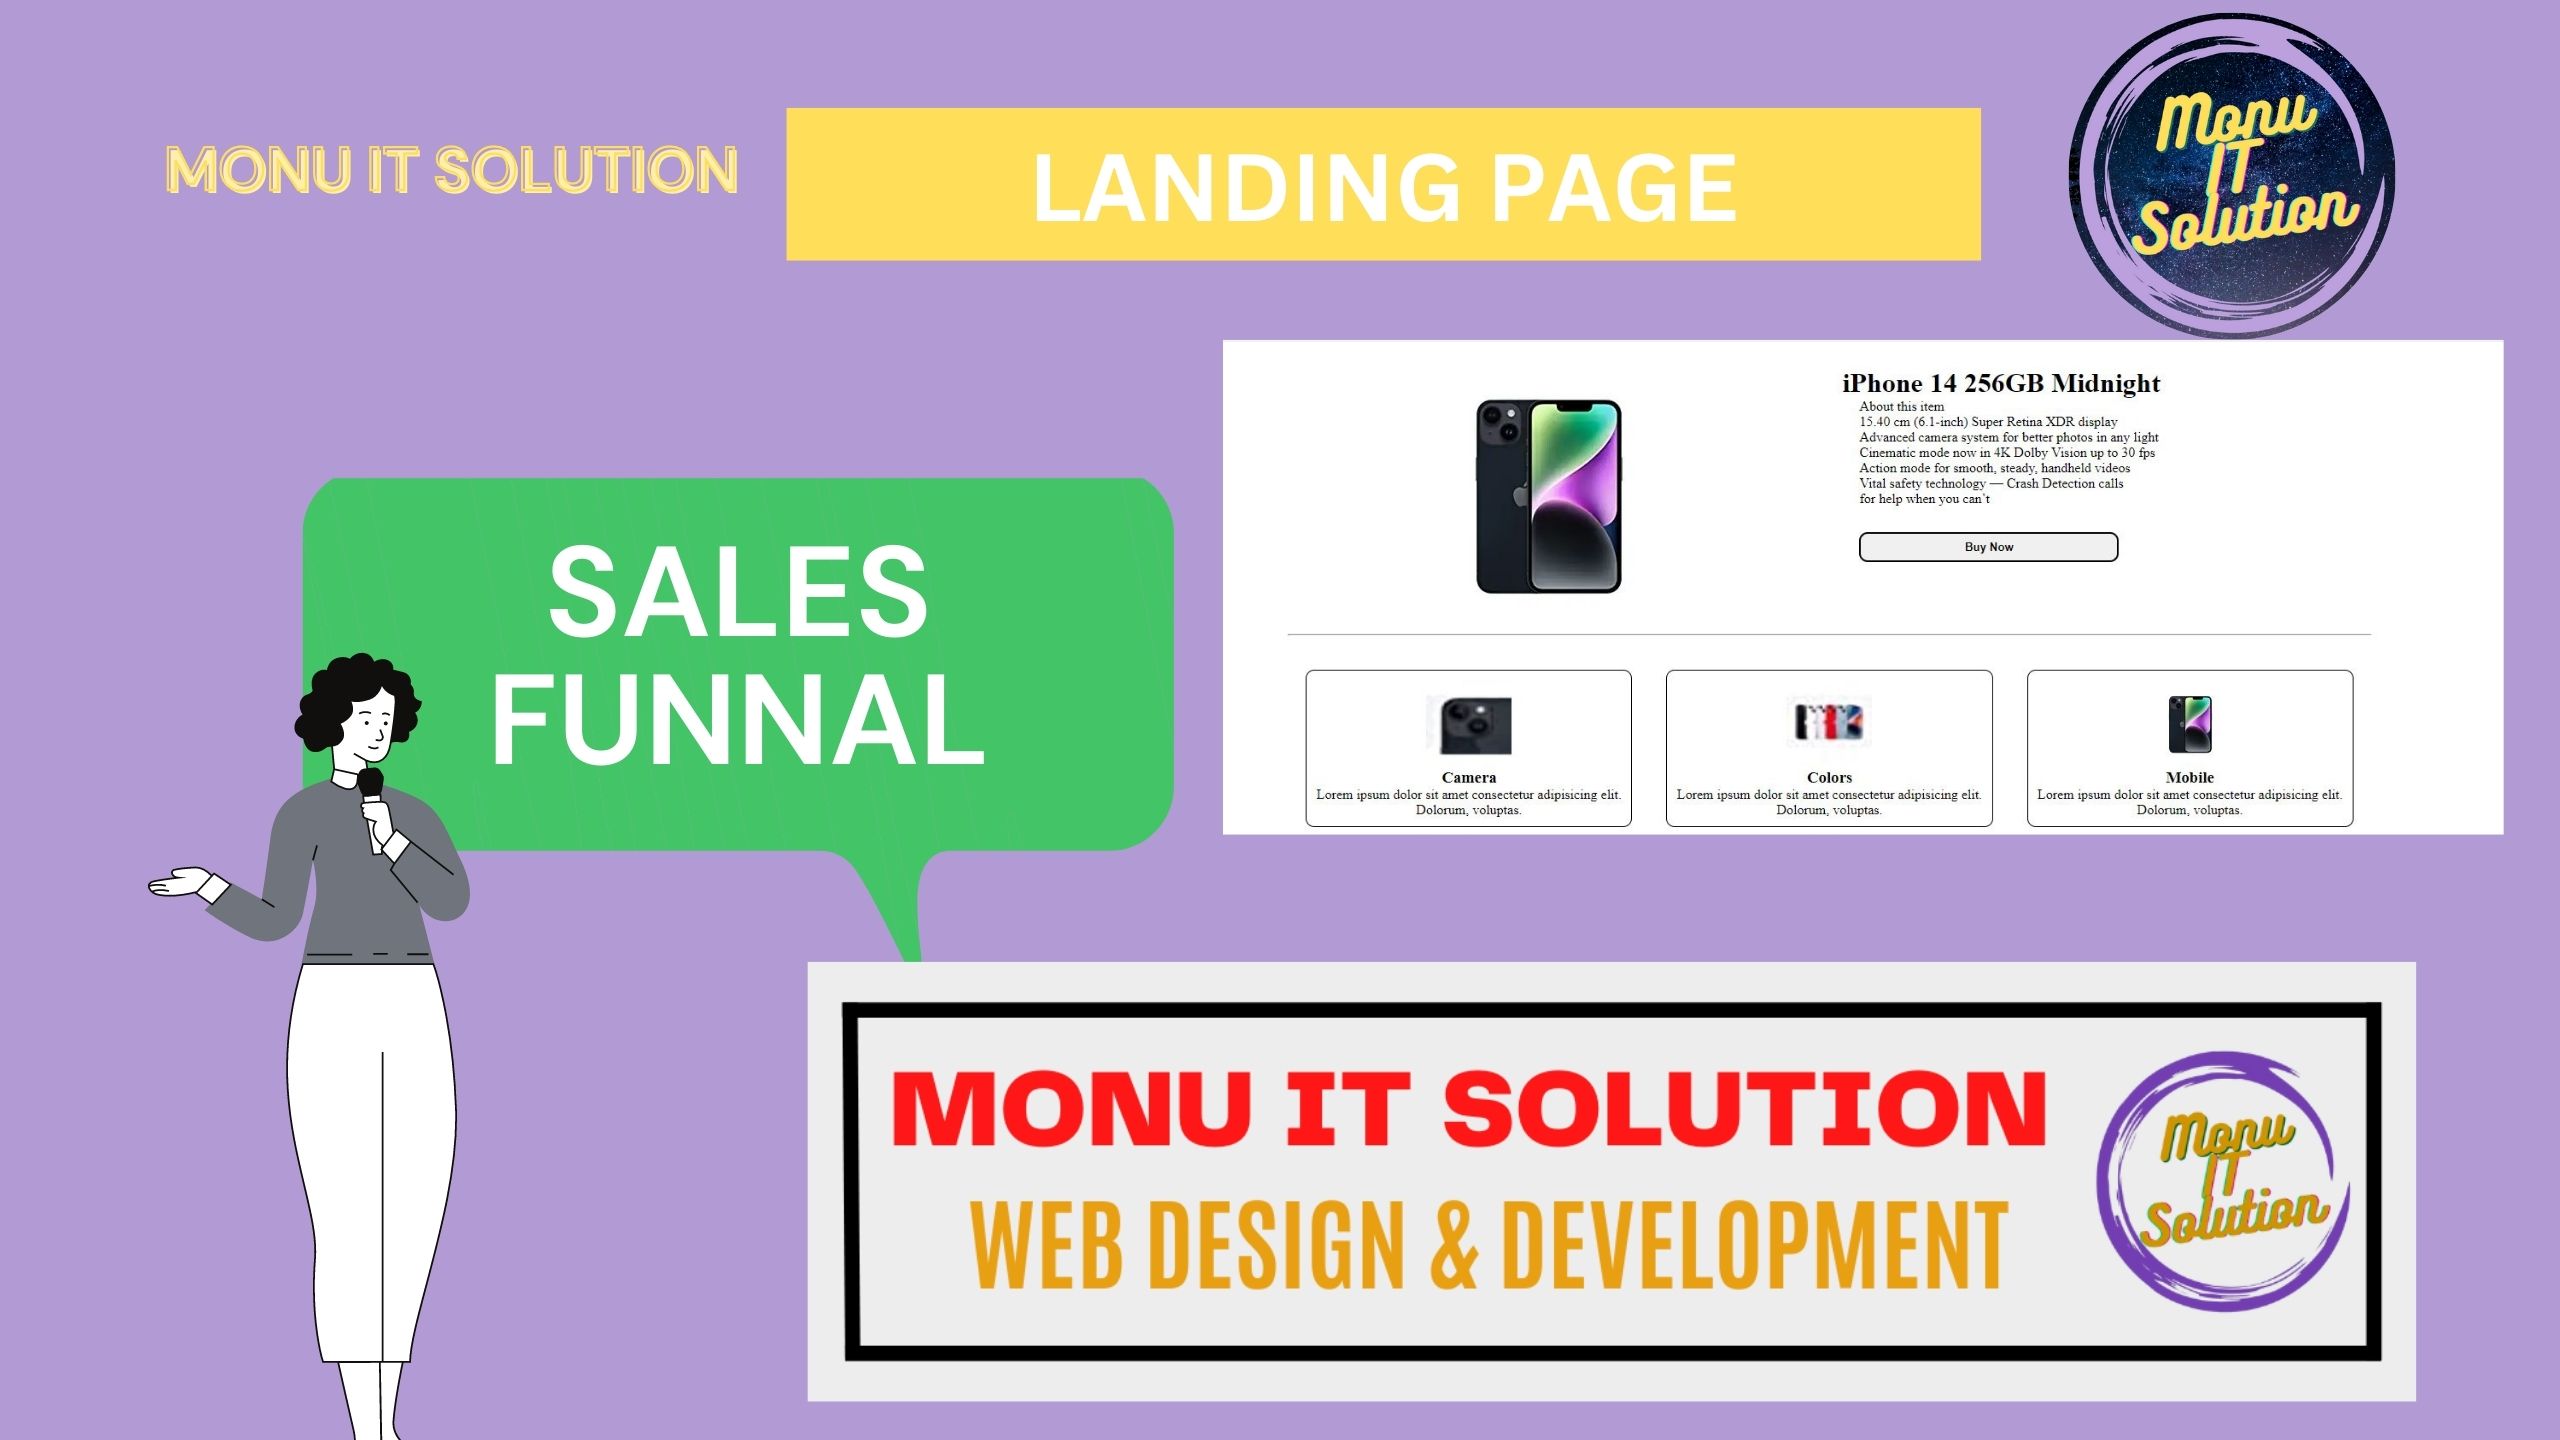 MONU IT SOLUTION
LANDING PAGE
Monu
IT
Solution
iPhone 14 256GB Midnight
About this item
15.40 cm (6.1-inch) Super Retina XDR display
Advanced camera system for better photos in any light
Cinematic mode now in 4K Dolby Vision up to 30 fps
Action mode for smooth, steady, handheld videos
Vital safety technology — Crash Detection calls
for help when you can't
Buy Now
SALES
FUNNAL
Camera
Lorem ipsum dolor sit amet consectetur adipisicing elit.
Dolorum, voluptas.
Colors
Lorem ipsum dolor sit amet consectetur adipisicing elit.
Dolorum, voluptas.
Mobile
Lorem ipsum dolor sit amet consectetur adipisicing elit.
Dolorum, voluptas.
MONU IT SOLUTION
WEB DESIGN & DEVELOPMENT
Monu
IT
Solution